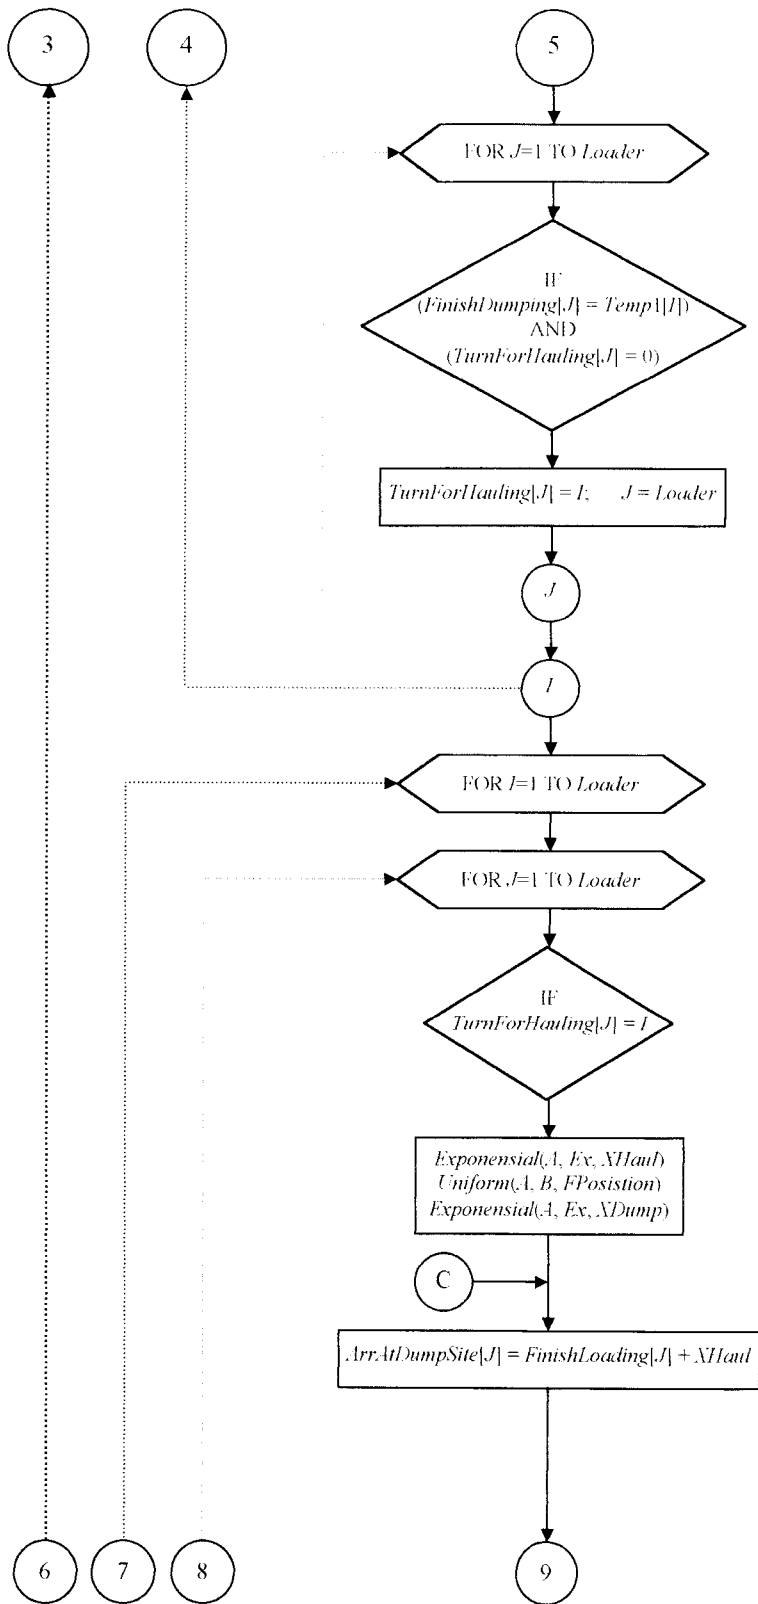 3
4
5
FOR J=1 TO Loader
IF
(FinishDumping[J] = Temp1[I])
AND
(TurnForHauling[J] = 0)
TurnForHauling[J] = I; J = Loader
J
I
FOR I=1 TO Loader
FOR J=1 TO Loader
IF
TurnForHauling[J] = I
Exponensial(A, Ex, XHaul)
Uniform(A, B, FPosistion)
Exponensial(A, Ex, XDump)
C
ArrAtDumpSite[J] = FinishLoading[J] + XHaul
6
7
8
9